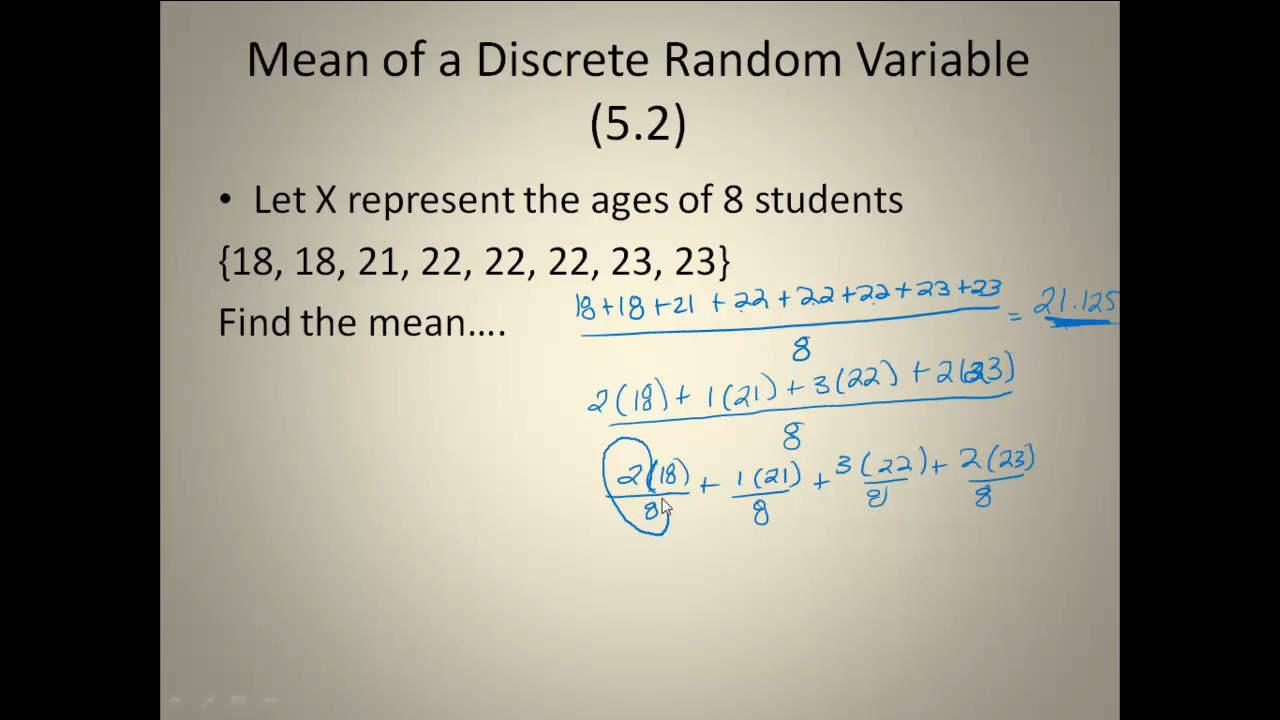 Mean of a Discrete Random Variable
(5.2)
• Let X represent the ages of 8 students
{18, 18, 21, 22, 22, 22, 23, 23}
Find the mean….
18+18+21+22+22+22+23+23 = 21.125
8
2(18)+1(21)+3(22)+2(23)
8
2(18) + 1(21) + 3(22) + 2(23)
8 8 8 8